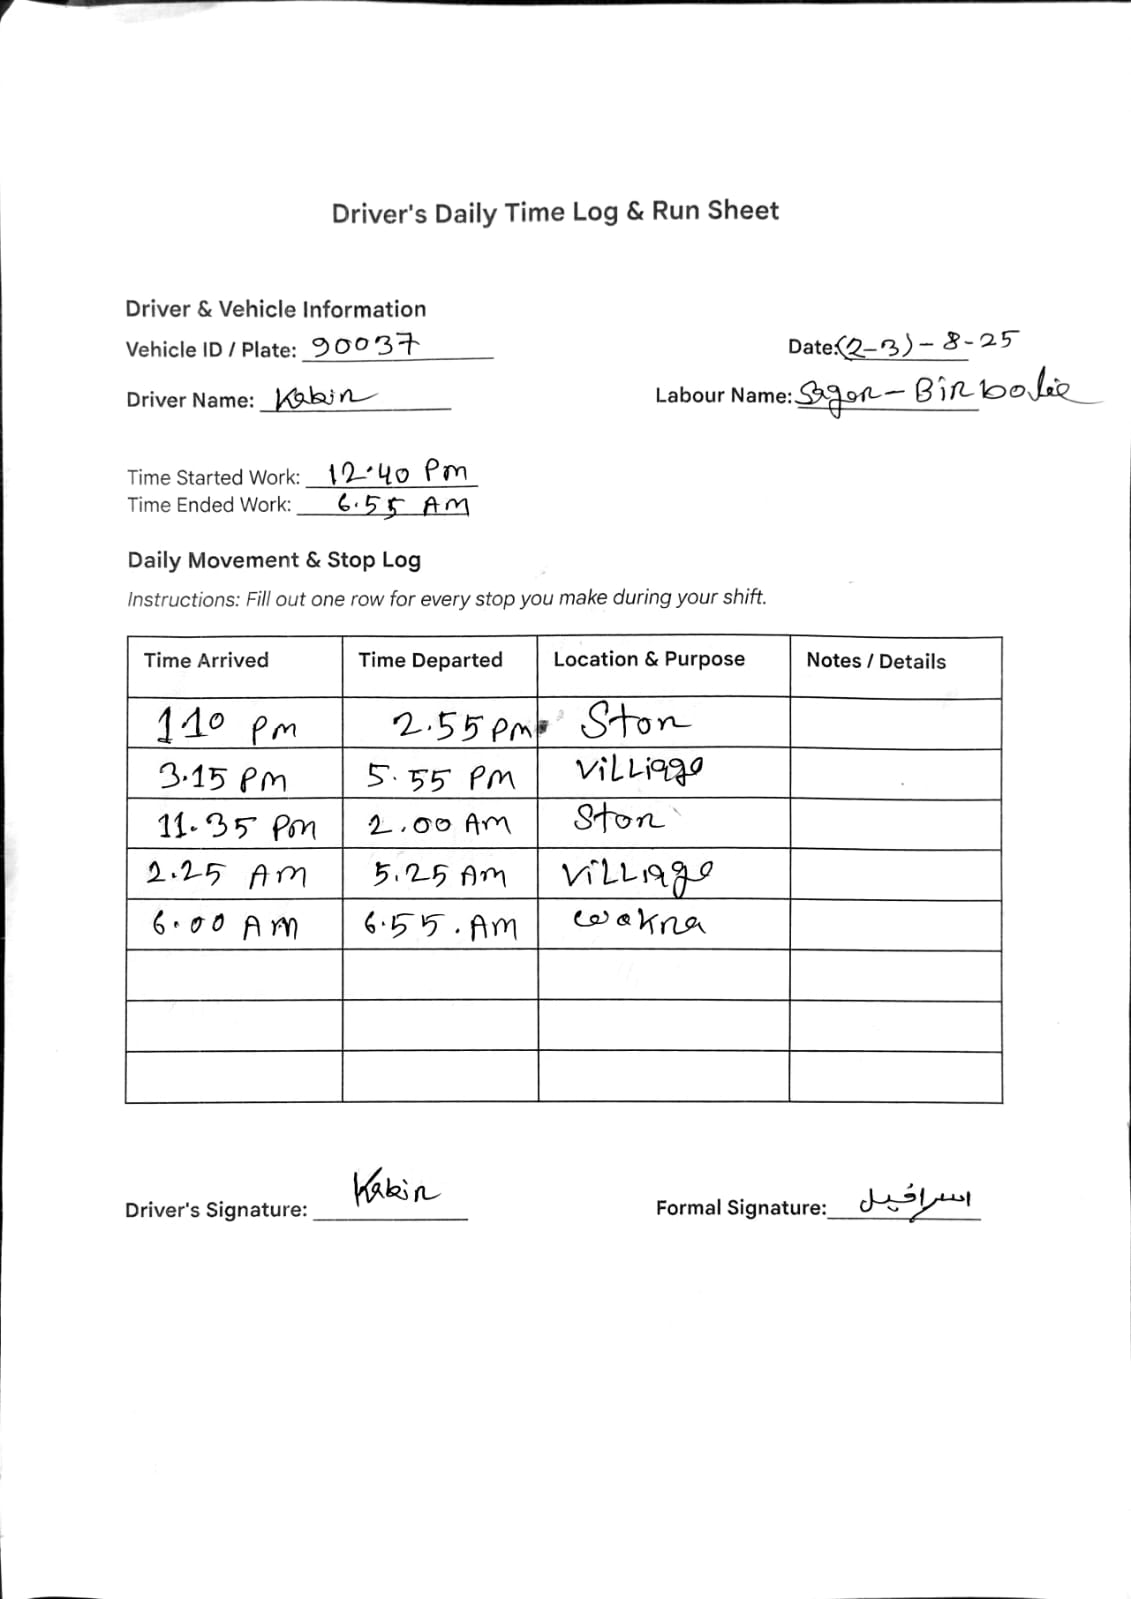 Driver's Daily Time Log & Run Sheet
Driver & Vehicle Information
Vehicle ID / Plate: 90037 Date: (2-3)-8-25
Driver Name: Kabir Labour Name: Sagor-Birbolie
Time Started Work: 12.40 Pm
Time Ended Work: 6.55 AM
Daily Movement & Stop Log
Instructions: Fill out one row for every stop you make during your shift.
Time Arrived Time Departed Location & Purpose Notes / Details
1.10 Pm 2.55 Pm Ston
3.15 PM 5.55 PM Villiage
11.35 Pm 2.00 AM Ston
2.25 AM 5.25 AM Village
6.00 AM 6.55.AM wakra
Driver's Signature: Kabir Formal Signature: اسرافيل